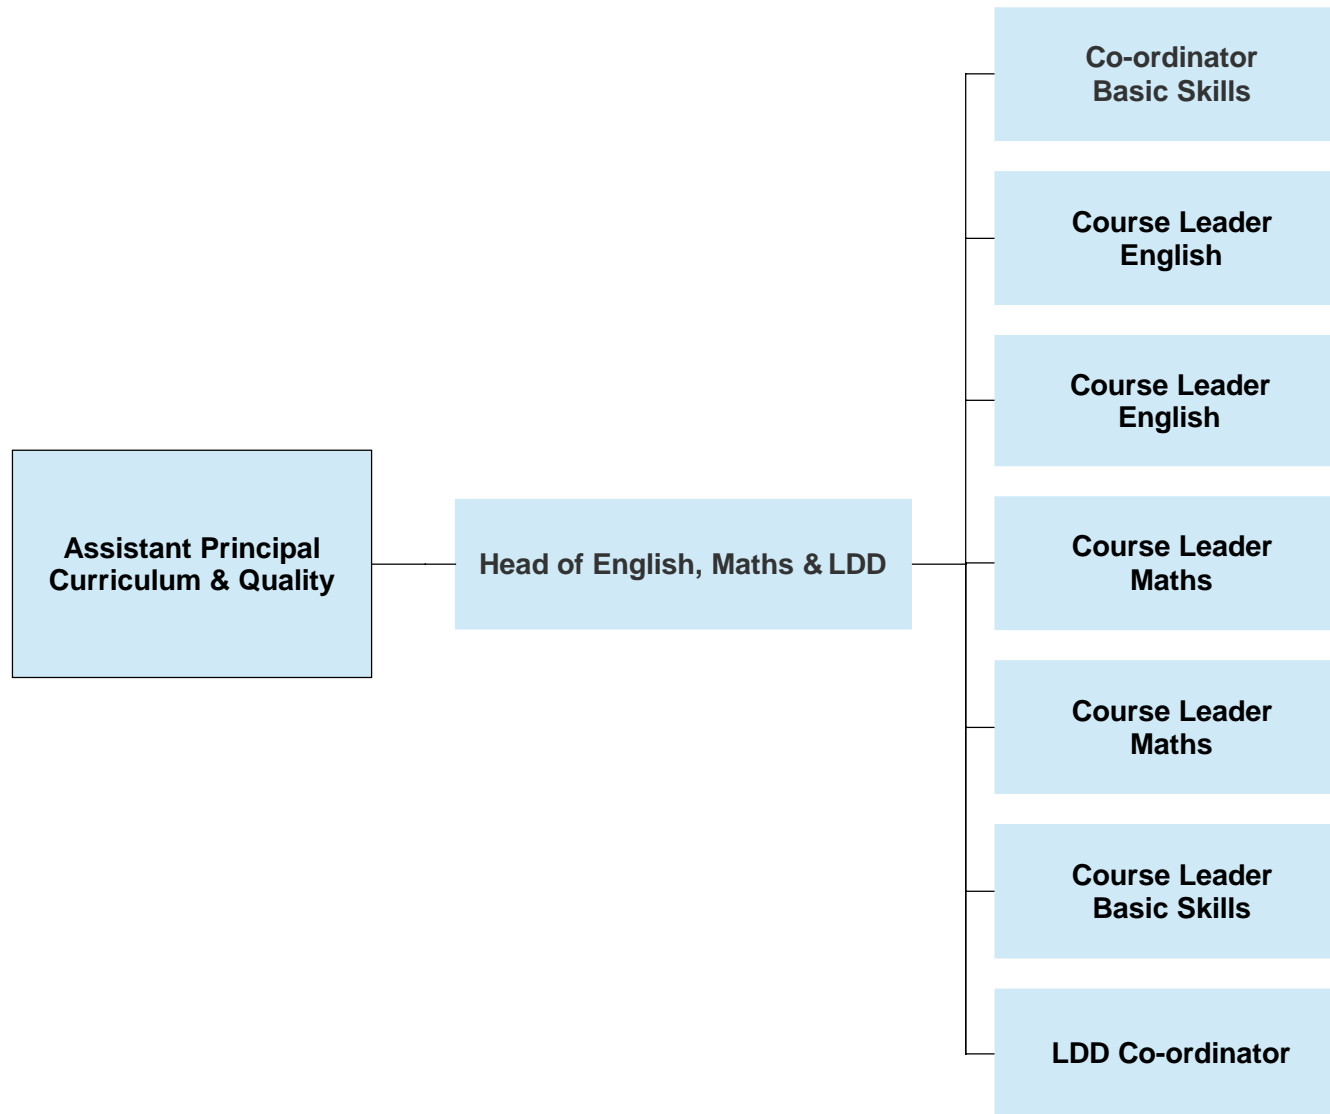 Assistant Principal
Curriculum & Quality
Head of English, Maths & LDD
Co-ordinator
Basic Skills
Course Leader
English
Course Leader
English
Course Leader
Maths
Course Leader
Maths
Course Leader
Basic Skills
LDD Co-ordinator